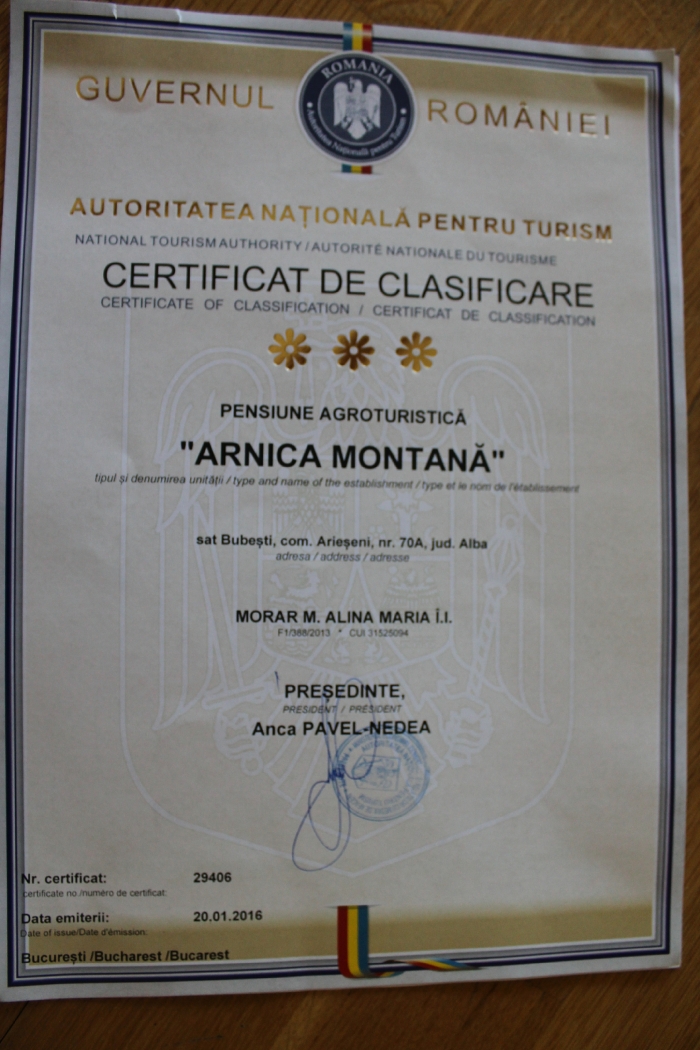 GUVERNUL ROMÂNIEI
ROMANIA
Autoritatea Națională pentru Turism
AUTORITATEA NAȚIONALĂ PENTRU TURISM
NATIONAL TOURISM AUTHORITY / AUTORITÉ NATIONALE DU TOURISME
CERTIFICAT DE CLASIFICARE
CERTIFICATE OF CLASSIFICATION / CERTIFICAT DE CLASSIFICATION
PENSIUNE AGROTURISTICĂ
"ARNICA MONTANĂ"
tipul și denumirea unității / type and name of the establishment / type et le nom de l'établissement
sat Bubești, com. Arieșeni, nr. 70A, jud. Alba
adresa / address / adresse
MORAR M. ALINA MARIA Î.I.
F1/388/2013 * CUI 31525094
PREȘEDINTE,
PRESIDENT / PRÉSIDENT
Anca PAVEL-NEDEA
Nr. certificat: 29406
certificate no./numéro de certificat:
Data emiterii: 20.01.2016
Date of issue/Date d'émission:
București /Bucharest /Bucarest